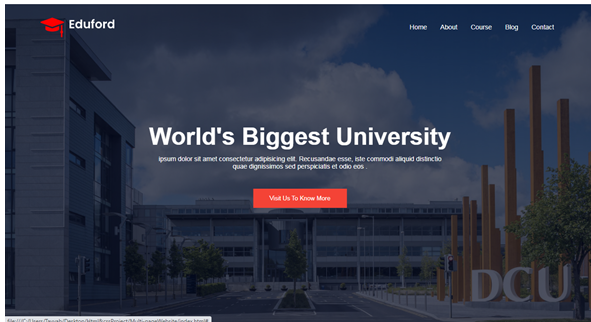 Eduford
Home About Course Blog Contact
World's Biggest University
ipsum dolor sit amet consectetur adipisicing elit. Recusandae esse, iste commodi aliquid distinctio
quae dignissimos sed perspiciatis et odio eos
Visit Us To Know More
DCU